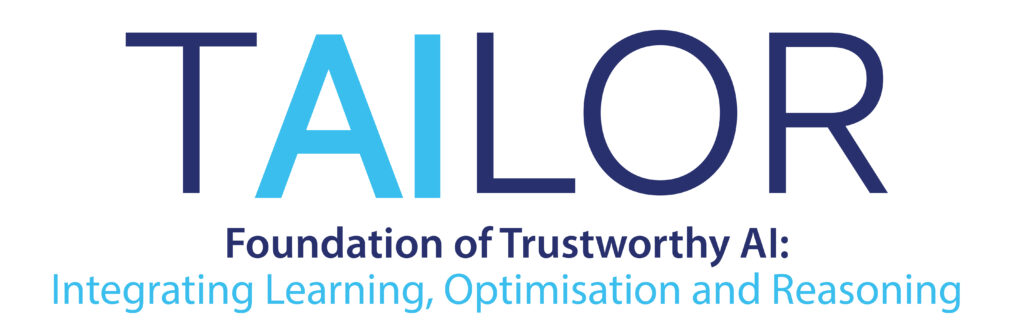 TAILOR
Foundation of Trustworthy AI:
Integrating Learning, Optimisation and Reasoning